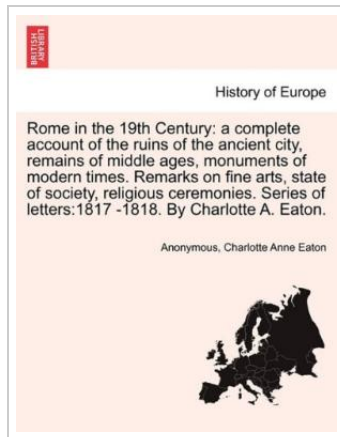 BRITISH
LIBRARY
History of Europe
Rome in the 19th Century: a complete
account of the ruins of the ancient city,
remains of middle ages, monuments of
modern times. Remarks on fine arts, state
of society, religious ceremonies. Series of
letters:1817 -1818. By Charlotte A. Eaton.
Anonymous, Charlotte Anne Eaton